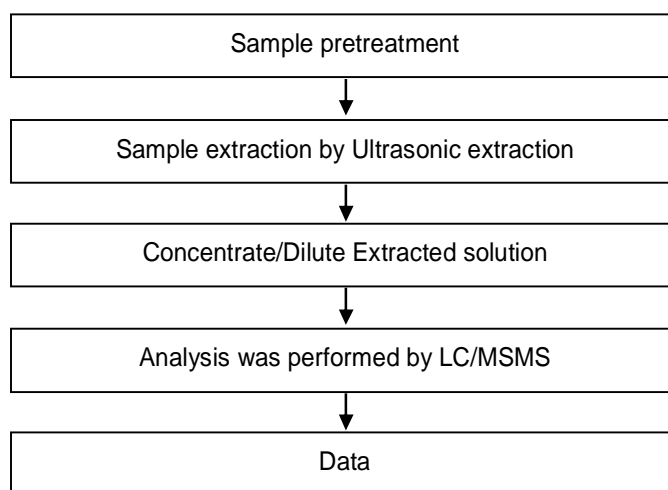 Sample pretreatment
Sample extraction by Ultrasonic extraction
Concentrate/Dilute Extracted solution
Analysis was performed by LC/MSMS
Data